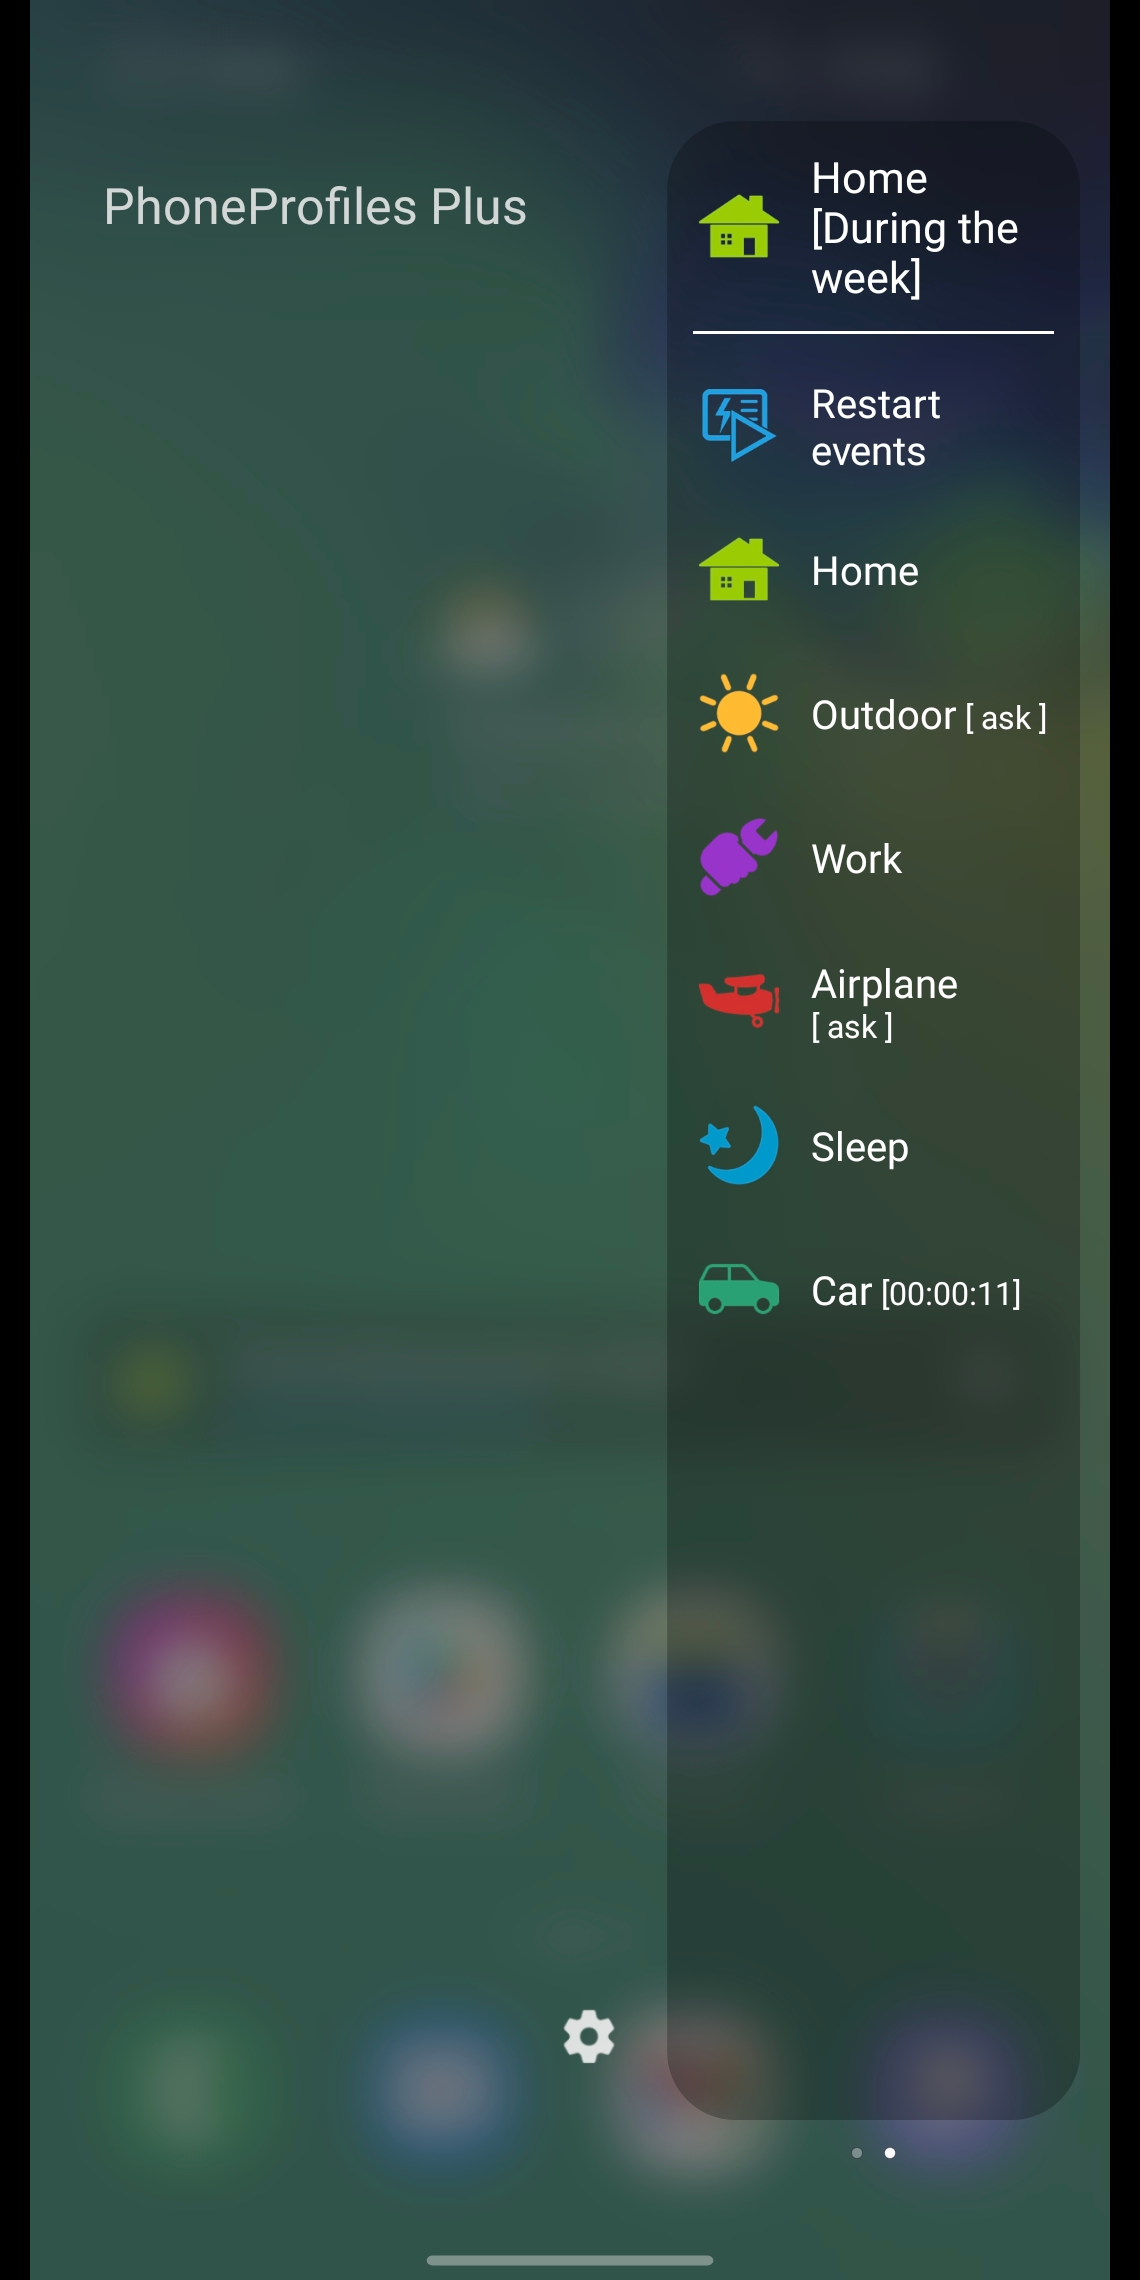 PhoneProfiles Plus
Home
[During the
week]
Restart
events
Home
Outdoor [ ask ]
Work
Airplane
[ ask ]
Sleep
Car [00:00:11]